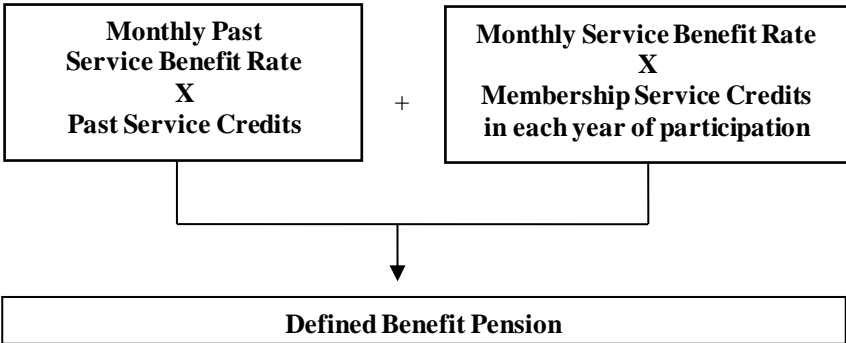 Monthly Past
Service Benefit Rate
X
Past Service Credits
+
Monthly Service Benefit Rate
X
Membership Service Credits
in each year of participation
Defined Benefit Pension